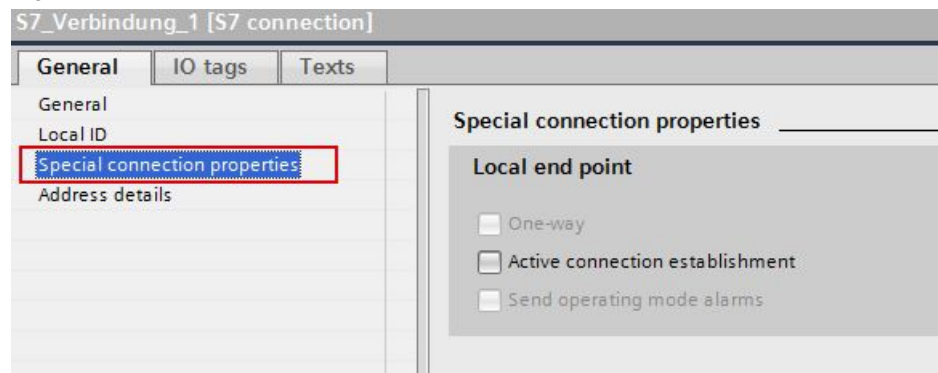 S7_Verbindung_1 [S7 connection]
General IO tags Texts
General
Local ID
Special connection properties
Address details
Special connection properties
Local end point
One-way
Active connection establishment
Send operating mode alarms